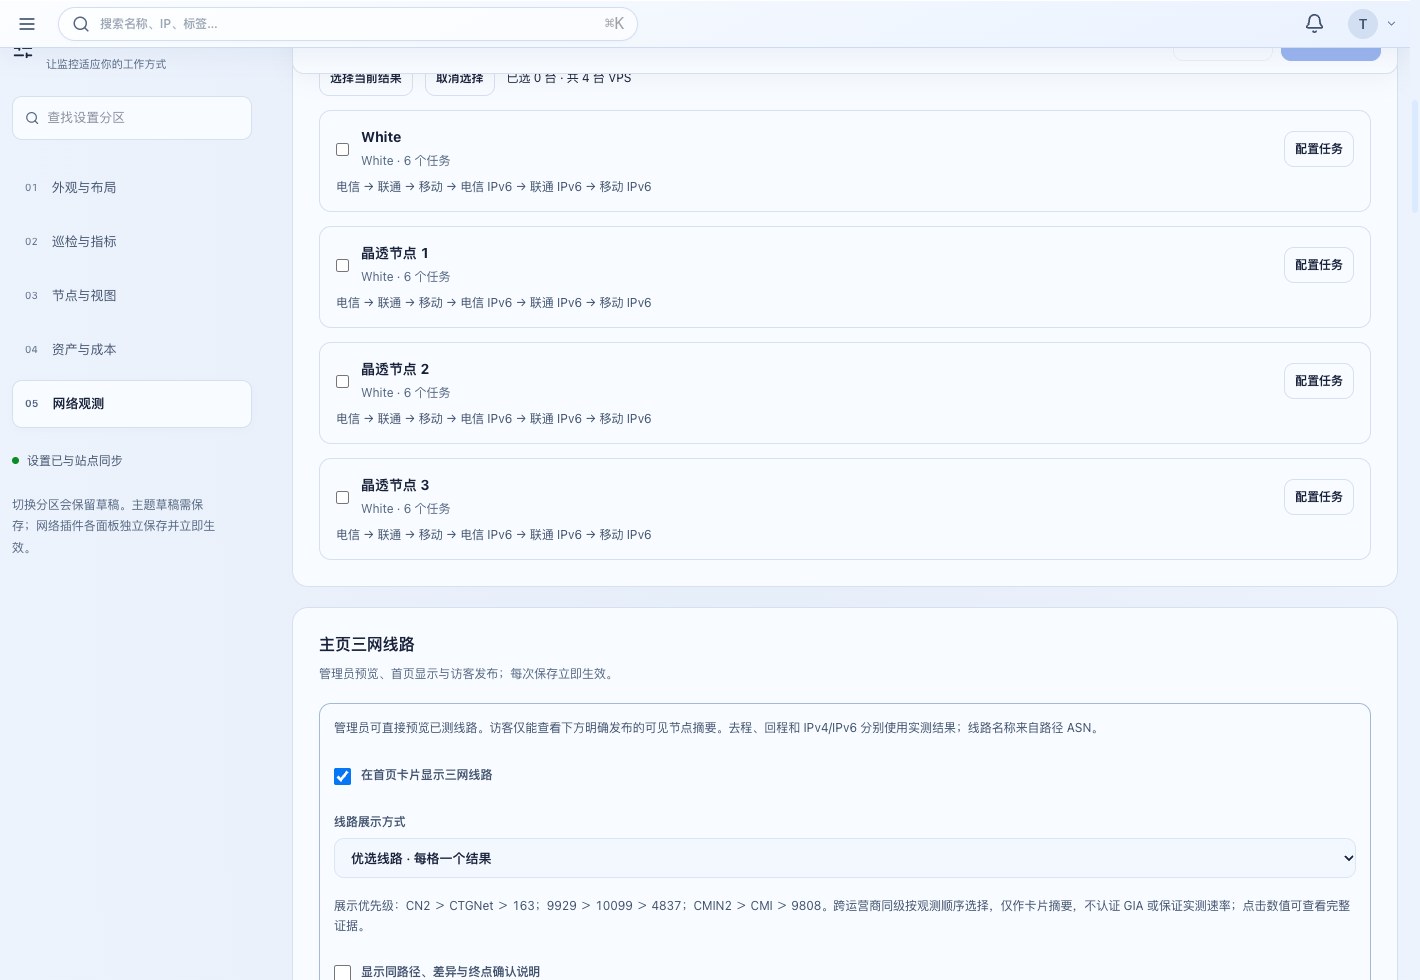 搜索名称、IP、标签...
⌘K
T
让监控适应你的工作方式
查找设置分区
01 外观与布局
02 巡检与指标
03 节点与视图
04 资产与成本
05 网络观测
设置已与站点同步
切换分区会保留草稿。主题草稿需保
存；网络插件各面板独立保存并立即生
效。
选择当前结果 取消选择 已选 0 台 · 共 4 台 VPS
White
White · 6 个任务
配置任务
电信 → 联通 → 移动 → 电信 IPv6 → 联通 IPv6 → 移动 IPv6
晶透节点 1
White · 6 个任务
配置任务
电信 → 联通 → 移动 → 电信 IPv6 → 联通 IPv6 → 移动 IPv6
晶透节点 2
White · 6 个任务
配置任务
电信 → 联通 → 移动 → 电信 IPv6 → 联通 IPv6 → 移动 IPv6
晶透节点 3
White · 6 个任务
配置任务
电信 → 联通 → 移动 → 电信 IPv6 → 联通 IPv6 → 移动 IPv6
主页三网线路
管理员预览、首页显示与访客发布；每次保存立即生效。
管理员可直接预览已测线路。访客仅能查看下方明确发布的可见节点摘要。去程、回程和 IPv4/IPv6 分别使用实测结果；线路名称来自路径 ASN。
在首页卡片显示三网线路
线路展示方式
优选线路 · 每格一个结果
展示优先级：CN2 > CTGNet > 163；9929 > 10099 > 4837；CMIN2 > CMI > 9808。跨运营商同级按观测顺序选择，仅作卡片摘要，不认证 GIA 或保证实测速率；点击数值可查看完整
证据。
显示同路径、差异与终点确认说明